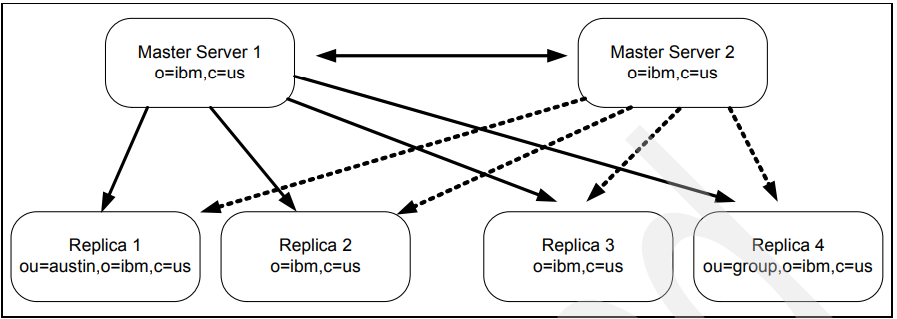 Master Server 1
o=ibm,c=us
Master Server 2
o=ibm,c=us
Replica 1
ou=austin,o=ibm,c=us
Replica 2
o=ibm,c=us
Replica 3
o=ibm,c=us
Replica 4
ou=group,o=ibm,c=us